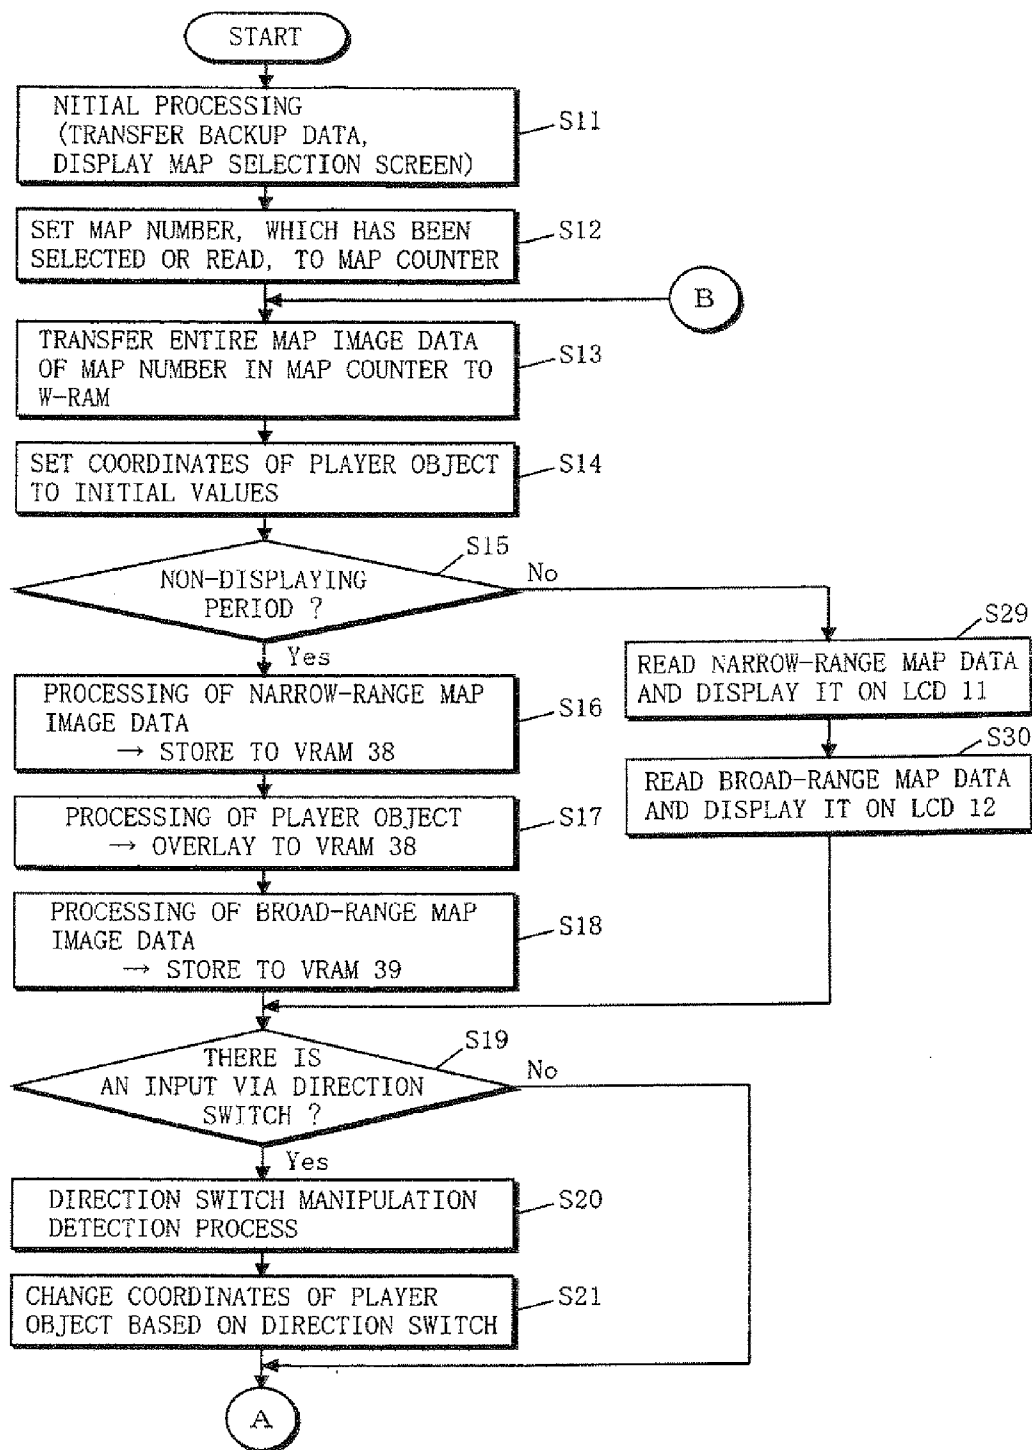 START
NITIAL PROCESSING
(TRANSFER BACKUP DATA,
DISPLAY MAP SELECTION SCREEN)
S11
SET MAP NUMBER, WHICH HAS BEEN
SELECTED OR READ, TO MAP COUNTER
S12
B
TRANSFER ENTIRE MAP IMAGE DATA
OF MAP NUMBER IN MAP COUNTER TO
W-RAM
S13
SET COORDINATES OF PLAYER OBJECT
TO INITIAL VALUES
S14
S15
NON-DISPLAYING
PERIOD ?
No
Yes
S29
READ NARROW-RANGE MAP DATA
AND DISPLAY IT ON LCD 11
S30
READ BROAD-RANGE MAP DATA
AND DISPLAY IT ON LCD 12
PROCESSING OF NARROW-RANGE MAP
IMAGE DATA
→ STORE TO VRAM 38
S16
PROCESSING OF PLAYER OBJECT
→ OVERLAY TO VRAM 38
S17
PROCESSING OF BROAD-RANGE MAP
IMAGE DATA
→ STORE TO VRAM 39
S18
S19
THERE IS
AN INPUT VIA DIRECTION
SWITCH ?
No
Yes
DIRECTION SWITCH MANIPULATION
DETECTION PROCESS
S20
CHANGE COORDINATES OF PLAYER
OBJECT BASED ON DIRECTION SWITCH
S21
A